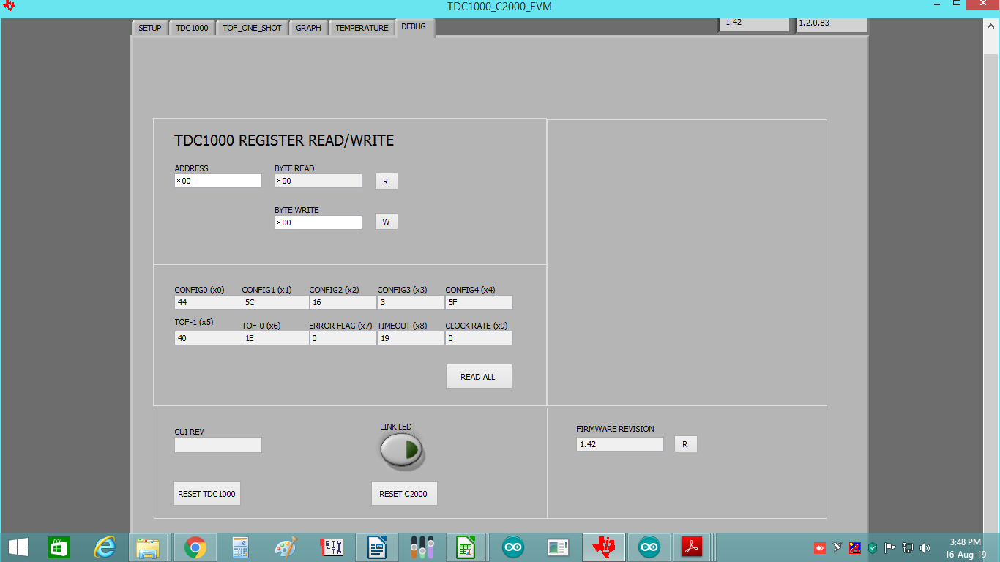 TDC1000_C2000_EVM
1.42 1.2.0.83
SETUP TDC1000 TOF_ONE_SHOT GRAPH TEMPERATURE DEBUG
TDC1000 REGISTER READ/WRITE
ADDRESS BYTE READ
×00 ×00 R
BYTE WRITE
×00 W
CONFIG0 (x0) CONFIG1 (x1) CONFIG2 (x2) CONFIG3 (x3) CONFIG4 (x4)
44 5C 16 3 5F
TOF-1 (x5) TOF-0 (x6) ERROR FLAG (x7) TIMEOUT (x8) CLOCK RATE (x9)
40 1E 0 19 0
READ ALL
GUI REV LINK LED FIRMWARE REVISION
1.42 R
RESET TDC1000 RESET C2000
3:48 PM
16-Aug-19